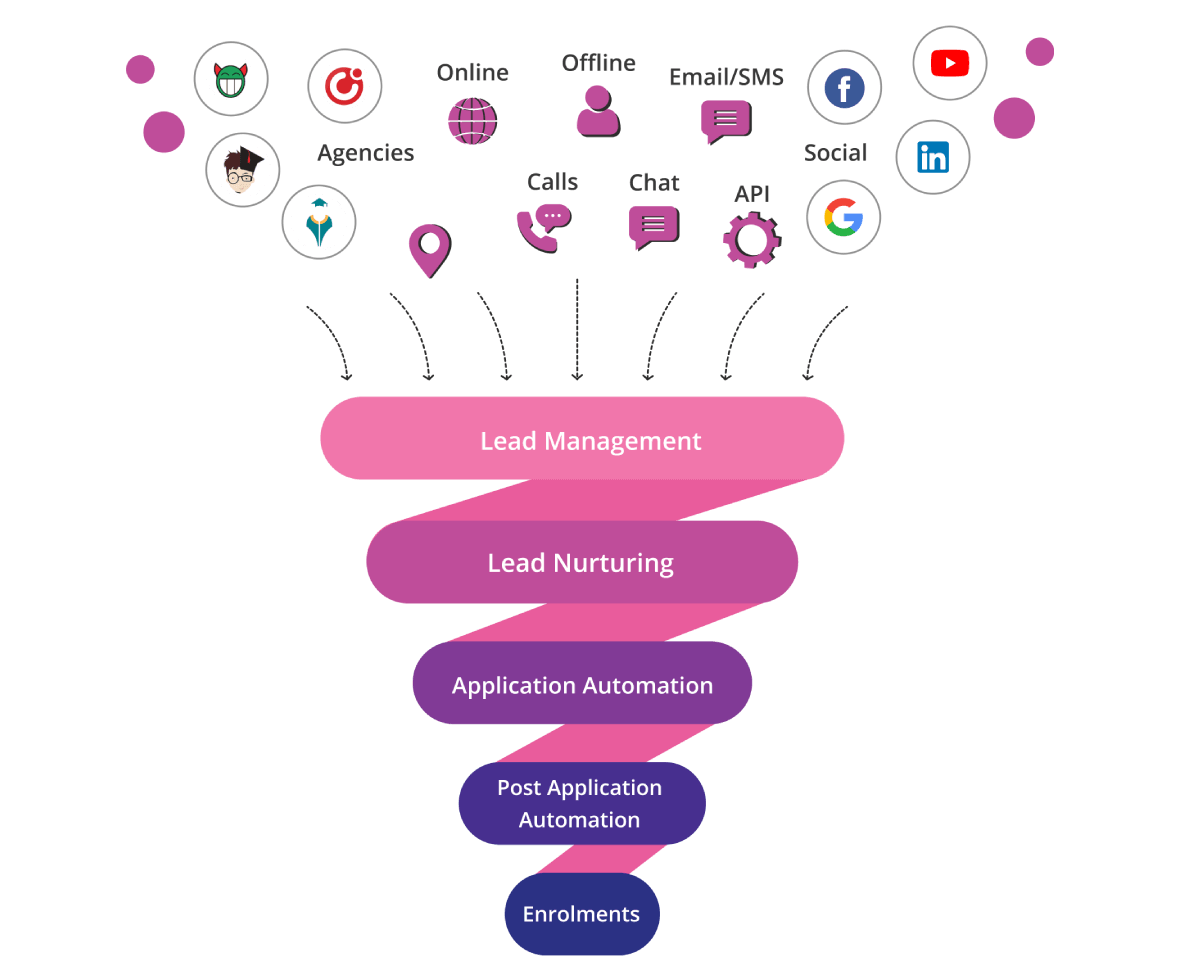 Online
Offline
Email/SMS
Agencies
Social
Calls
Chat
API
Lead Management
Lead Nurturing
Application Automation
Post Application
Automation
Enrolments